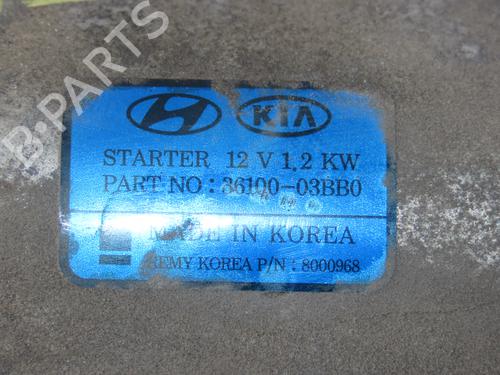 B-PARTS
KIA
STARTER 12 V 1.2 KW
PART NO : 36100-03BB0
MADE IN KOREA
REMY KOREA P/N : 8000968